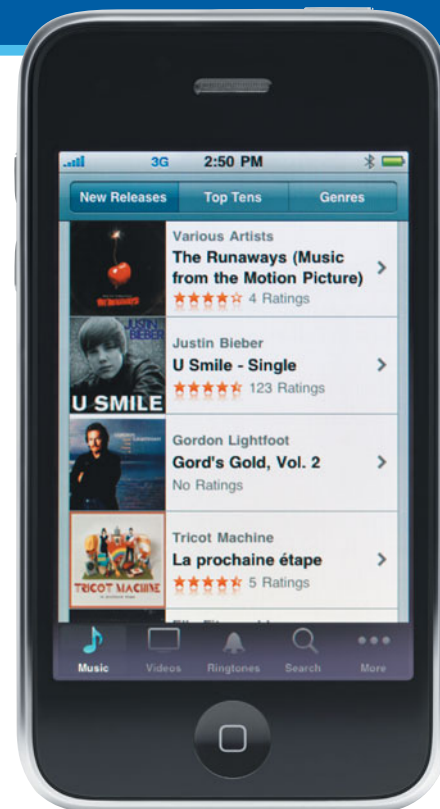 3G 2:50 PM
New Releases Top Tens Genres
Various Artists
The Runaways (Music
from the Motion Picture)
4 Ratings
JUSTIN
BIEBER
U SMILE
Justin Bieber
U Smile - Single
123 Ratings
Gordon Lightfoot
Gord's Gold, Vol. 2
No Ratings
TRICOT MACHINE
Tricot Machine
La prochaine étape
5 Ratings
Music Videos Ringtones Search More